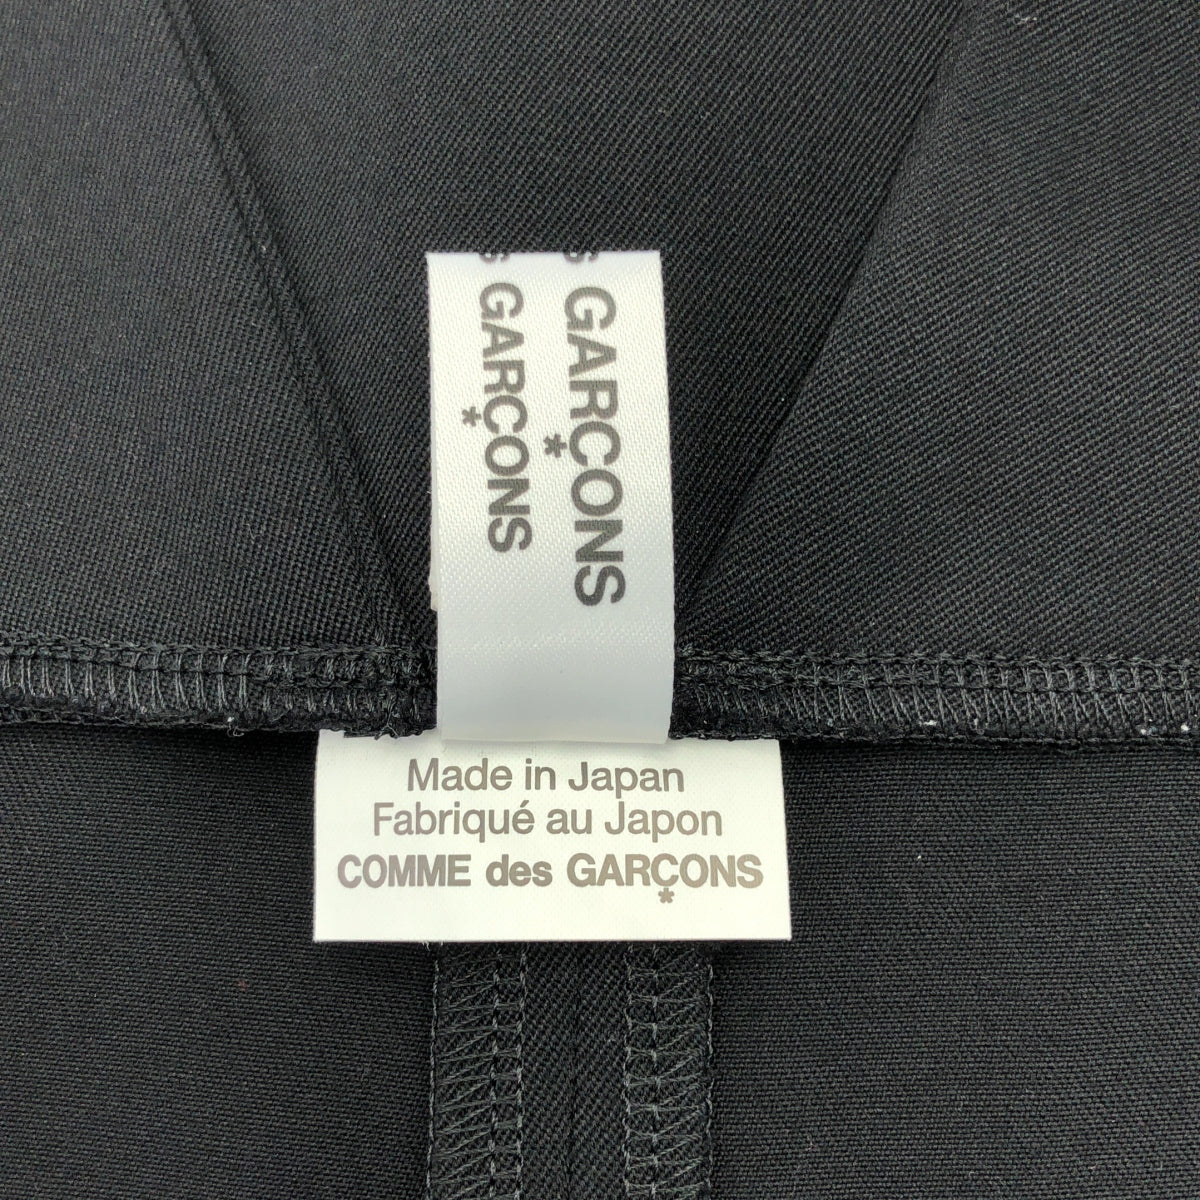 GARÇONS
*
GARÇONS
*
Made in Japan
Fabriqué au Japon
COMME des GARÇONS
*